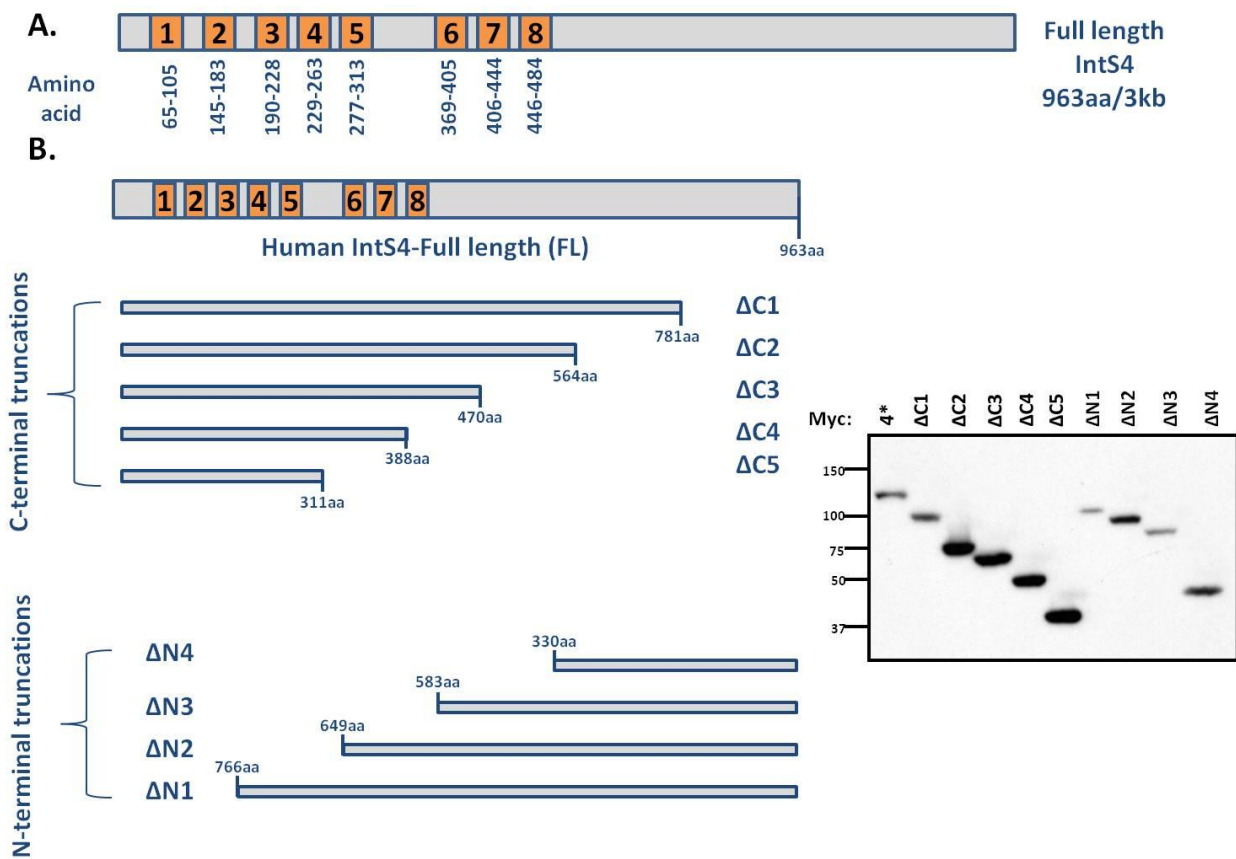 A.
1 2 3 4 5 6 7 8
Full length
IntS4
963aa/3kb
Amino
acid
65-105
145-183
190-228
229-263
277-313
369-405
406-444
446-484
B.
1 2 3 4 5 6 7 8
Human IntS4-Full length (FL)
963aa
C-terminal truncations
781aa
ΔC1
564aa
ΔC2
470aa
ΔC3
388aa
ΔC4
311aa
ΔC5
Myc: 4* ΔC1 ΔC2 ΔC3 ΔC4 ΔC5 ΔN1 ΔN2 ΔN3 ΔN4
150
100
75
50
37
N-terminal truncations
ΔN4
330aa
ΔN3
583aa
ΔN2
649aa
ΔN1
766aa